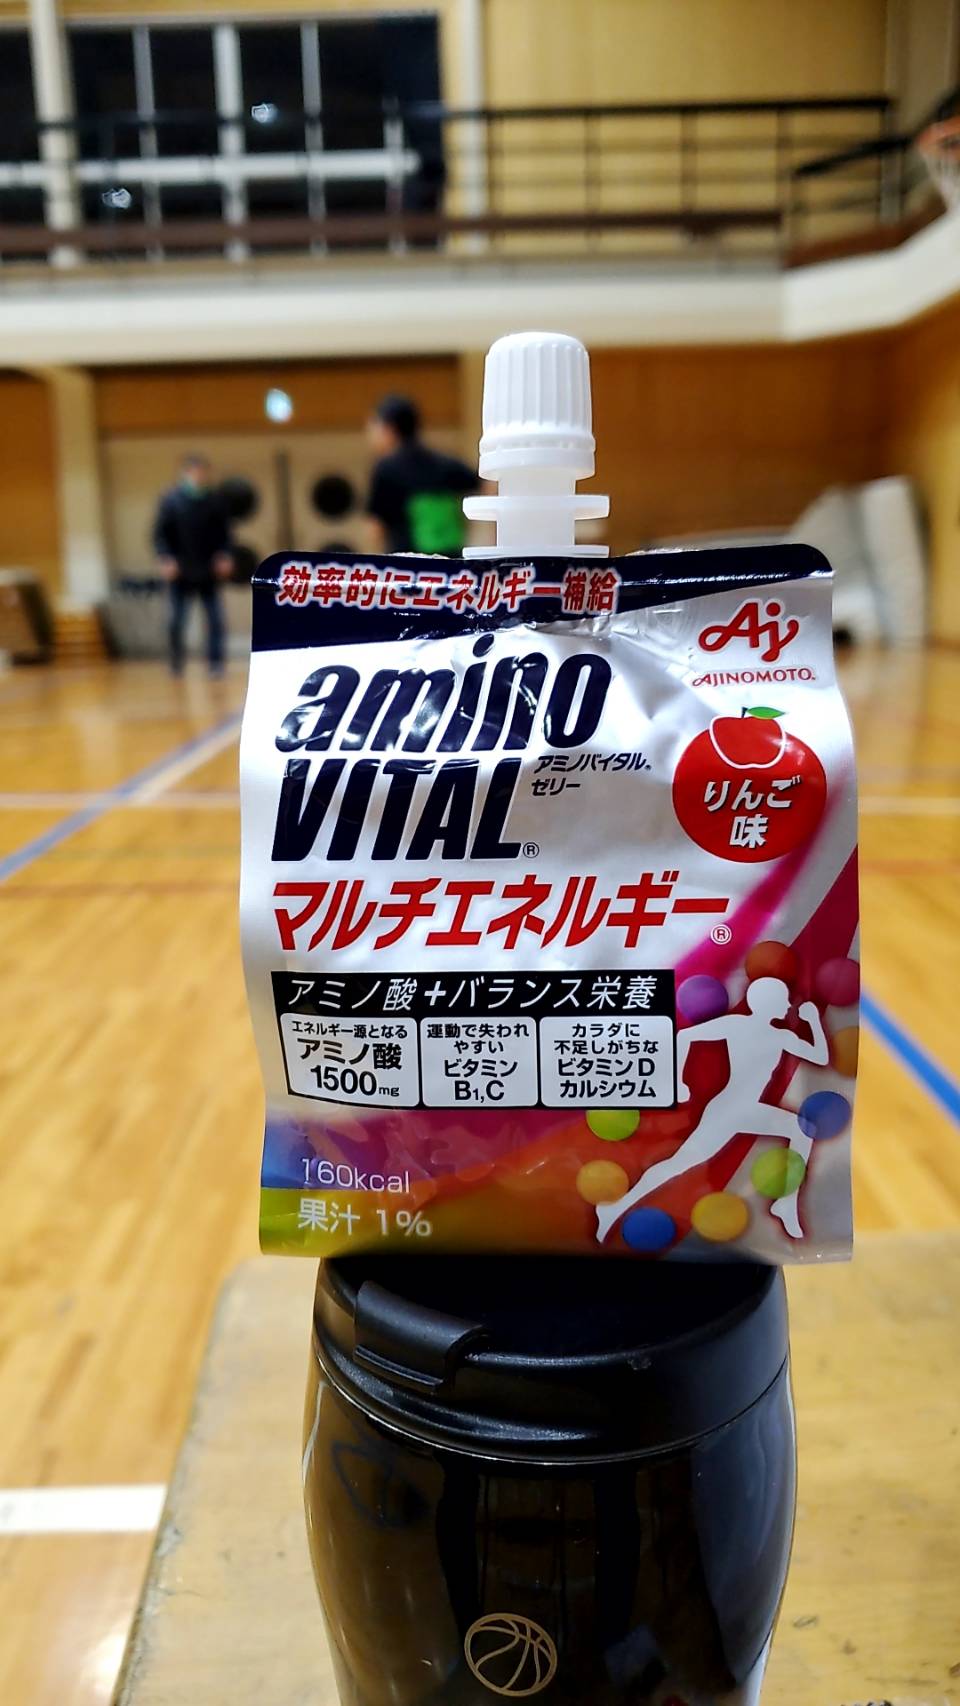 効率的にエネルギー補給
Aj
AJINOMOTO®
amino
VITAL®
アミノバイタル®
ゼリー
りんご
味
マルチエネルギー®
アミノ酸+バランス栄養
エネルギー源となる
アミノ酸
1500mg
運動で失われ
やすい
ビタミン
B1,C
カラダに
不足しがちな
ビタミンD
カルシウム
160kcal
果汁 1%